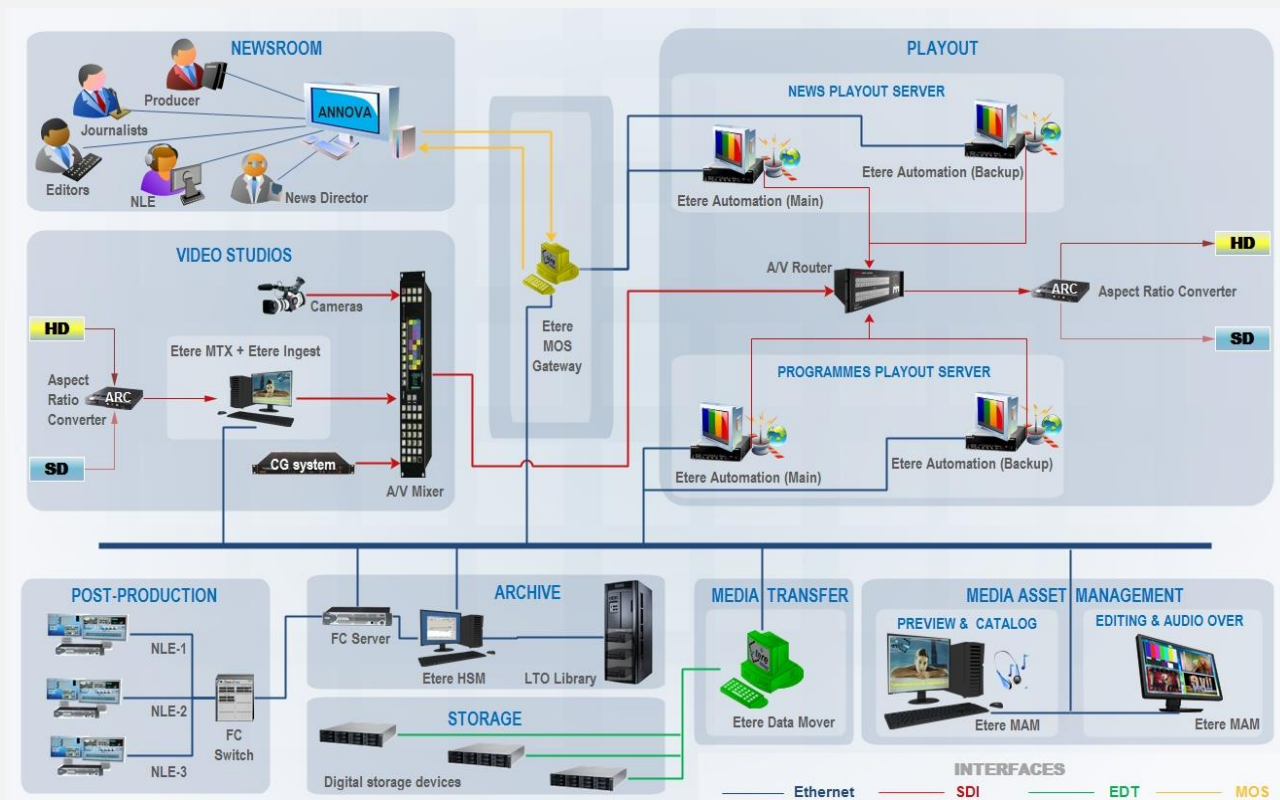 NEWSROOM
Producer
Journalists
Editors
NLE
News Director
ANNOVA
VIDEO STUDIOS
Cameras
HD
Etere MTX + Etere Ingest
Aspect
Ratio
Converter
ARC
SD
CG system
A/V Mixer
Etere
MOS
Gateway
PLAYOUT
NEWS PLAYOUT SERVER
Etere Automation (Main)
Etere Automation (Backup)
A/V Router
ARC
Aspect Ratio Converter
HD
SD
PROGRAMMES PLAYOUT SERVER
Etere Automation (Main)
Etere Automation (Backup)
POST-PRODUCTION
NLE-1
NLE-2
NLE-3
FC
Switch
ARCHIVE
FC Server
Etere HSM
LTO Library
STORAGE
Digital storage devices
MEDIA TRANSFER
Etere Data Mover
MEDIA ASSET MANAGEMENT
PREVIEW & CATALOG
Etere MAM
EDITING & AUDIO OVER
Etere MAM
INTERFACES
Ethernet
SDI
EDT
MOS